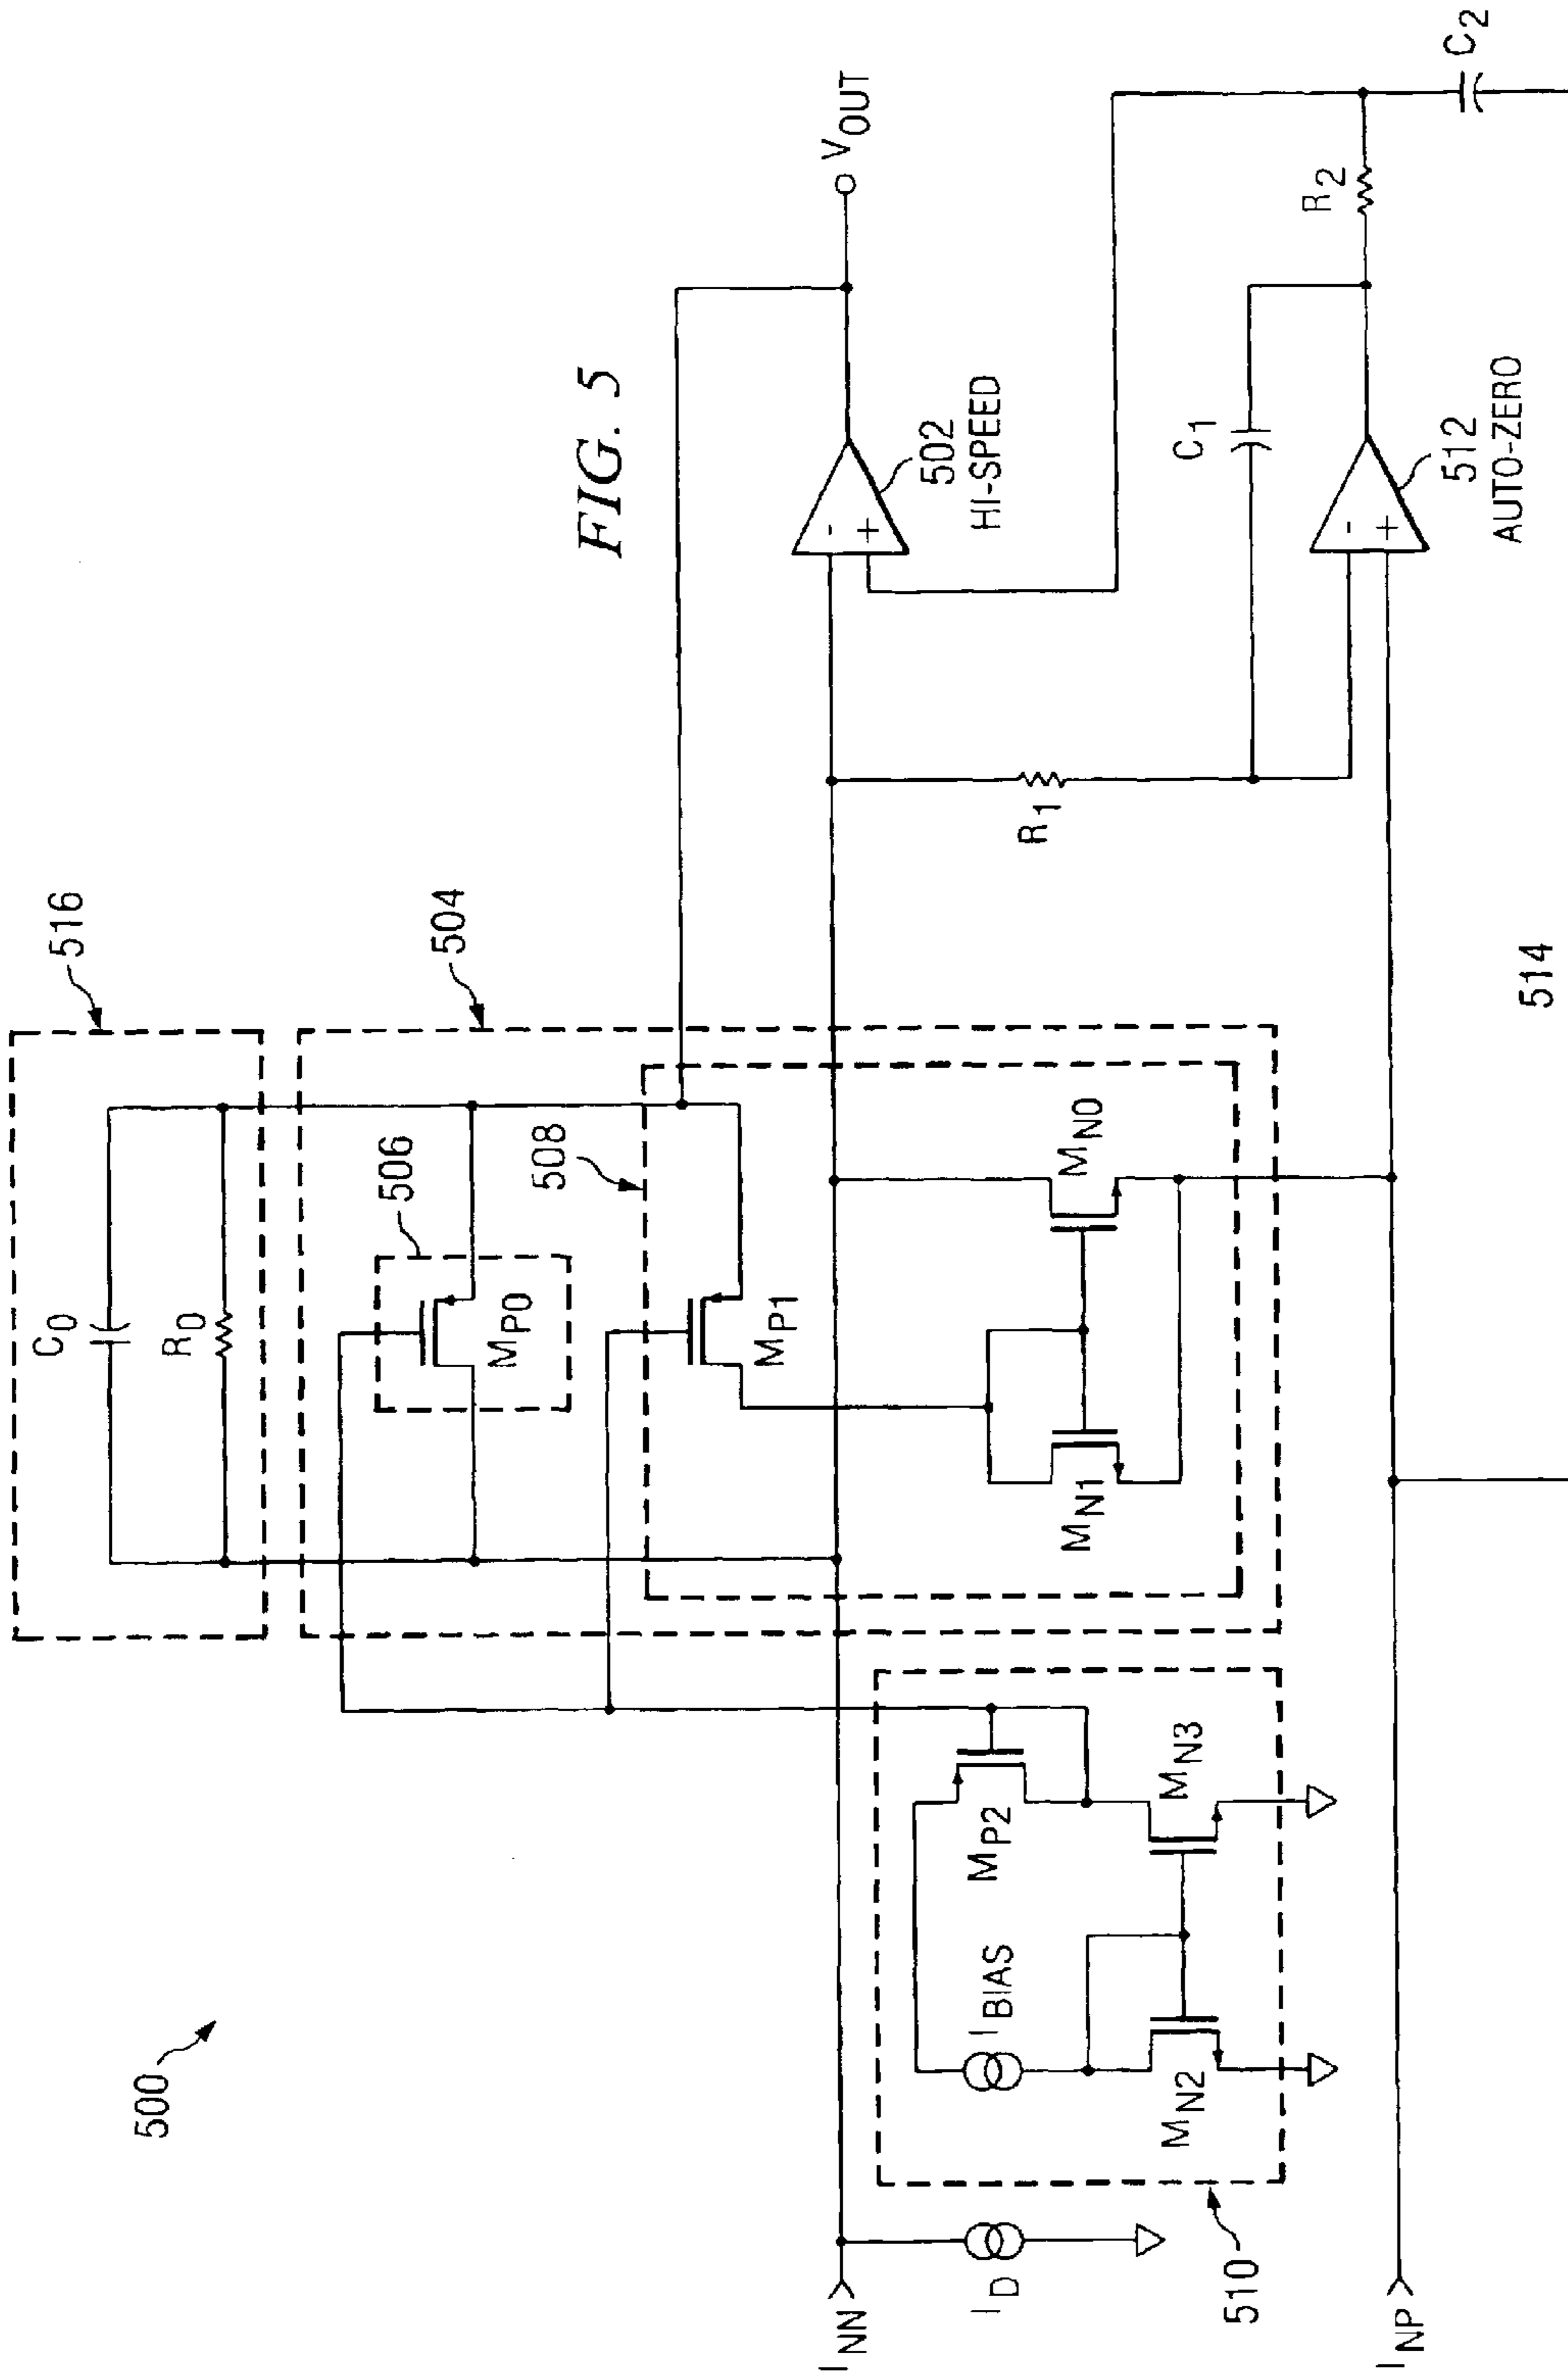 500
FIG. 5
516
C0
R0
504
506
MP0
508
MP1
MN1
MN0
VOUT
-
+
502
HI-SPEED
R1
C1
R2
C2
-
+
512
AUTO-ZERO
514
INN
ID
510
IBIAS
MP2
MN2
MN3
INP